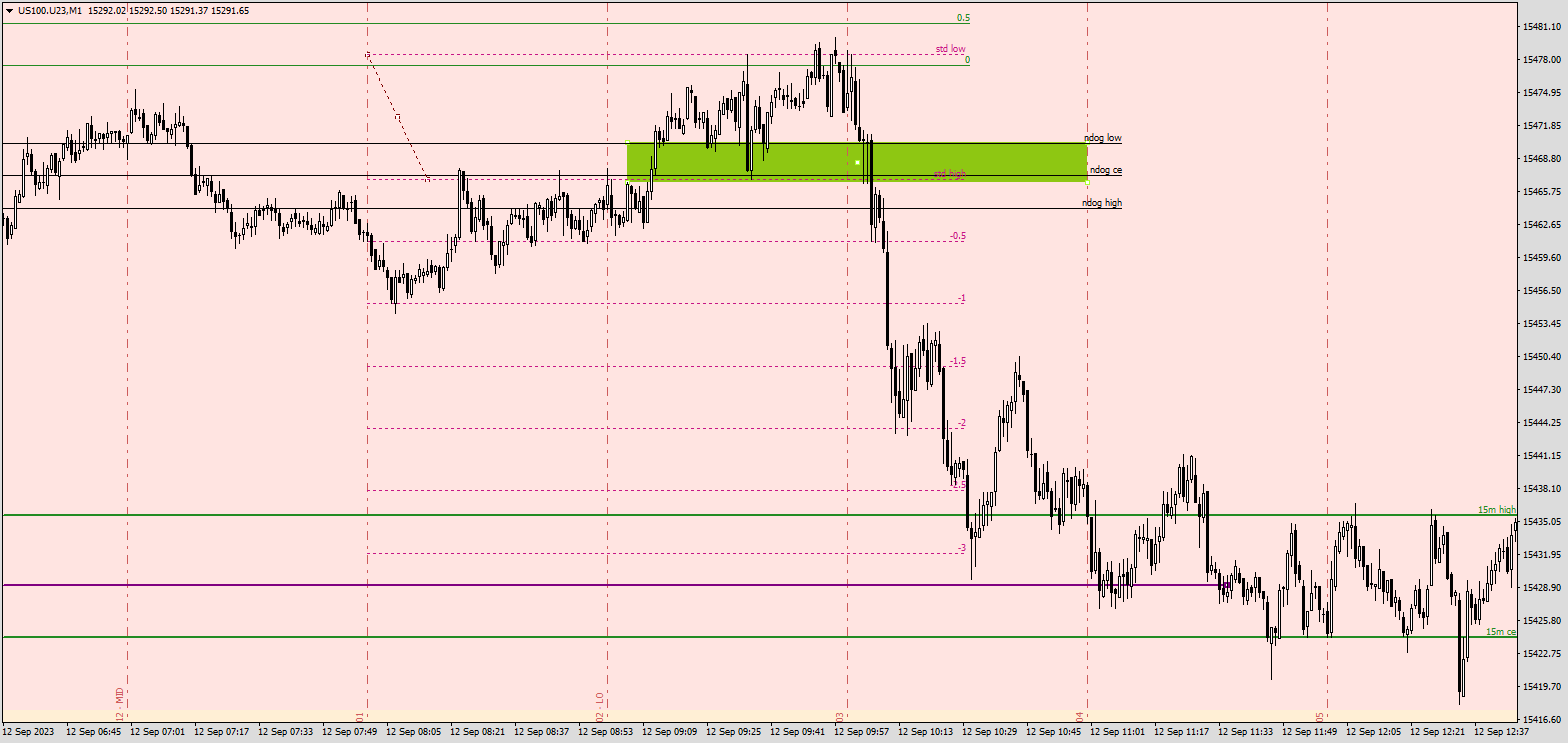 US100.U23,M1 15292.02 15292.50 15291.37 15291.65
0.5
std low
0
ndog low
ndog ce
std high
ndog high
-0.5
-1
-1.5
-2
-2.5
15m high
-3
15m ce
12 - MID
01
02 - LO
03
04
05
15481.10
15478.00
15474.95
15471.85
15468.80
15465.75
15462.65
15459.60
15456.50
15453.45
15450.40
15447.30
15444.25
15441.15
15438.10
15435.05
15431.95
15428.90
15425.80
15422.75
15419.70
15416.60
12 Sep 2023
12 Sep 06:45
12 Sep 07:01
12 Sep 07:17
12 Sep 07:33
12 Sep 07:49
12 Sep 08:05
12 Sep 08:21
12 Sep 08:37
12 Sep 08:53
12 Sep 09:09
12 Sep 09:25
12 Sep 09:41
12 Sep 09:57
12 Sep 10:13
12 Sep 10:29
12 Sep 10:45
12 Sep 11:01
12 Sep 11:17
12 Sep 11:33
12 Sep 11:49
12 Sep 12:05
12 Sep 12:21
12 Sep 12:37